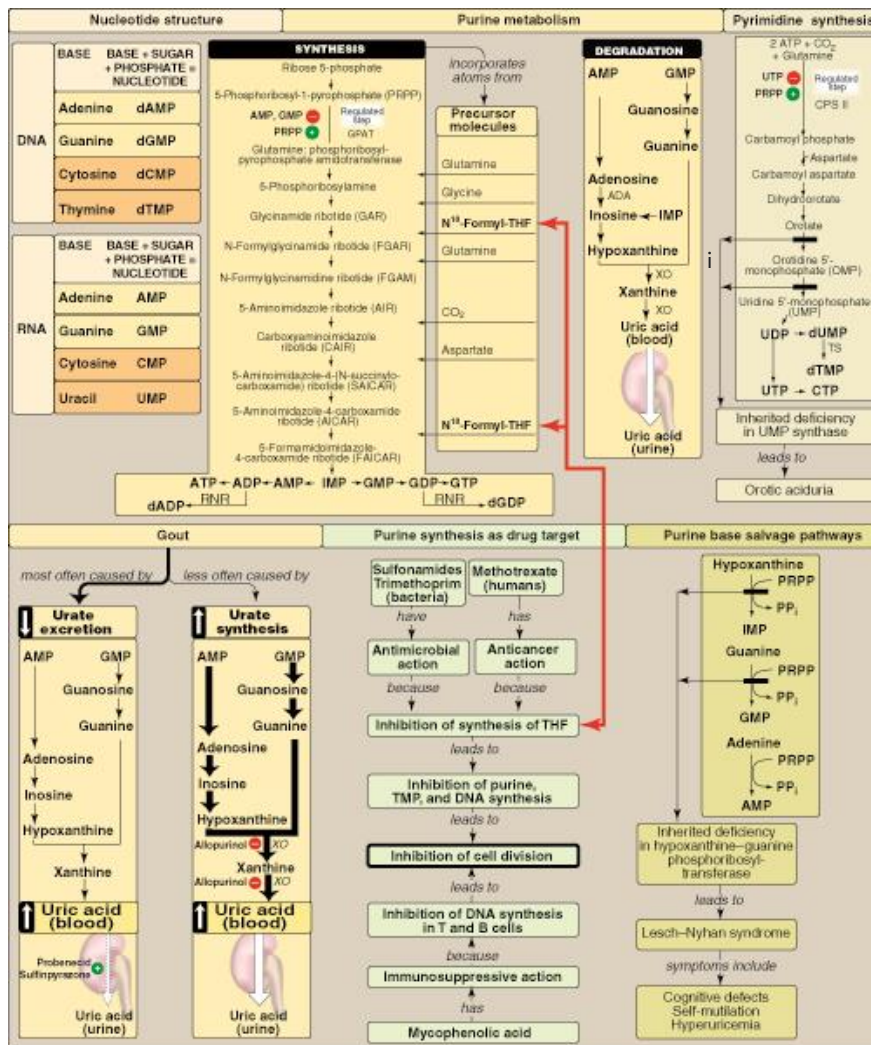 Nucleotide structure
DNA
BASE
BASE + SUGAR
+ PHOSPHATE =
NUCLEOTIDE
Adenine dAMP
Guanine dGMP
Cytosine dCMP
Thymine dTMP
RNA
BASE
BASE + SUGAR
+ PHOSPHATE =
NUCLEOTIDE
Adenine AMP
Guanine GMP
Cytosine CMP
Uracil UMP
Purine metabolism
SYNTHESIS
Ribose 5-phosphate
5-Phosphoribosyl-1-pyrophosphate (PRPP)
AMP, GMP −
PRPP +
Regulated
Step
GPAT
Glutamine: phosphoribosyl-
pyrophosphate amidotransferase
5-Phosphoribosylamine
Glycinamide ribotide (GAR)
N-Formylglycinamide ribotide (FGAR)
N-Formylglycinamidine ribotide (FGAM)
5-Aminoimidazole ribotide (AIR)
Carboxyaminoimidazole
ribotide (CAIR)
5-Aminoimidazole-4-(N-succinylo-
carboxamide) ribotide (SAICAR)
5-Aminoimidazole-4-carboxamide
ribotide (AICAR)
5-Formamidoimidazole-
4-carboxamide ribotide (FAICAR)
ATP ADP AMP IMP GMP GDP GTP
RNR RNR
dADP dGDP
incorporates
atoms from
Precursor
molecules
Glutamine
Glycine
N10-Formyl-THF
Glutamine
CO2
Aspartate
N10-Formyl-THF
DEGRADATION
AMP GMP
Guanosine
Guanine
Adenosine
ADA
Inosine IMP
Hypoxanthine
XO
Xanthine
XO
Uric acid
(blood)
Uric acid
(urine)
Pyrimidine synthesis
2 ATP + CO2
+ Glutamine
UTP −
PRPP +
Regulated
Step
CPS II
Carbamoyl phosphate
Aspartate
Carbamoyl aspartate
Dihydroorotate
Orotate
i
Orotidine 5'-
monophosphate (OMP)
Uridine 5'-monophosphate
(UMP)
UDP dUMP
TS
dTMP
UTP CTP
Inherited deficiency
in UMP synthase
leads to
Orotic aciduria
Gout
most often caused by
less often caused by
Urate
excretion
AMP GMP
Guanosine
Guanine
Adenosine
Inosine
Hypoxanthine
Xanthine
Uric acid
(blood)
Probenecid
Sulfinpyrazone
+
Uric acid
(urine)
Urate
synthesis
AMP GMP
Guanosine
Guanine
Adenosine
Inosine
Hypoxanthine
Allopurinol − XO
Xanthine
Allopurinol − XO
Uric acid
(blood)
Uric acid
(urine)
Purine synthesis as drug target
Sulfonamides
Trimethoprim
(bacteria)
have
Antimicrobial
action
because
Methotrexate
(humans)
has
Anticancer
action
because
Inhibition of synthesis of THF
leads to
Inhibition of purine,
TMP, and DNA synthesis
leads to
Inhibition of cell division
leads to
Inhibition of DNA synthesis
in T and B cells
because
Immunosuppressive action
has
Mycophenolic acid
Purine base salvage pathways
Hypoxanthine
PRPP
PPi
IMP
Guanine
PRPP
PPi
GMP
Adenine
PRPP
PPi
AMP
Inherited deficiency
in hypoxanthine–guanine
phosphoribosyl-
transferase
leads to
Lesch–Nyhan syndrome
symptoms include
Cognitive defects
Self-mutilation
Hyperuricemia